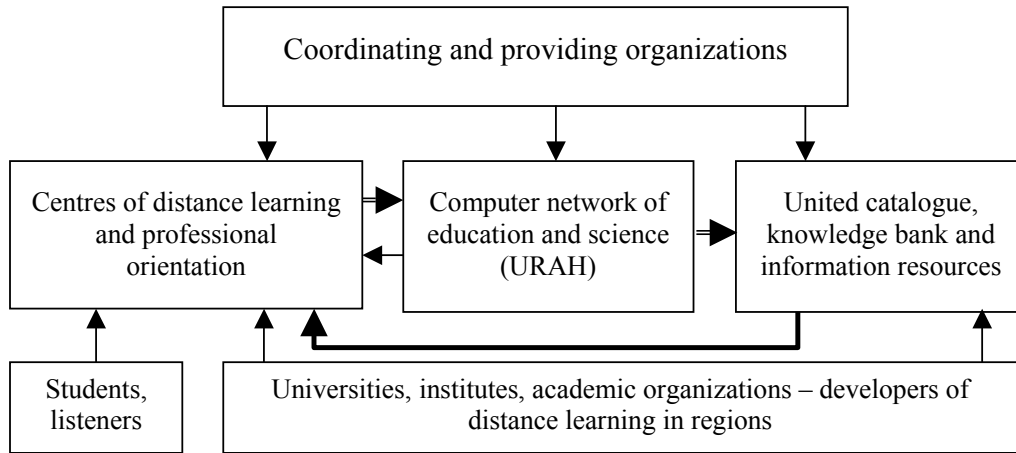 Coordinating and providing organizations
Centres of distance learning
and professional
orientation
Computer network of
education and science
(URAH)
United catalogue,
knowledge bank and
information resources
Students,
listeners
Universities, institutes, academic organizations – developers of
distance learning in regions